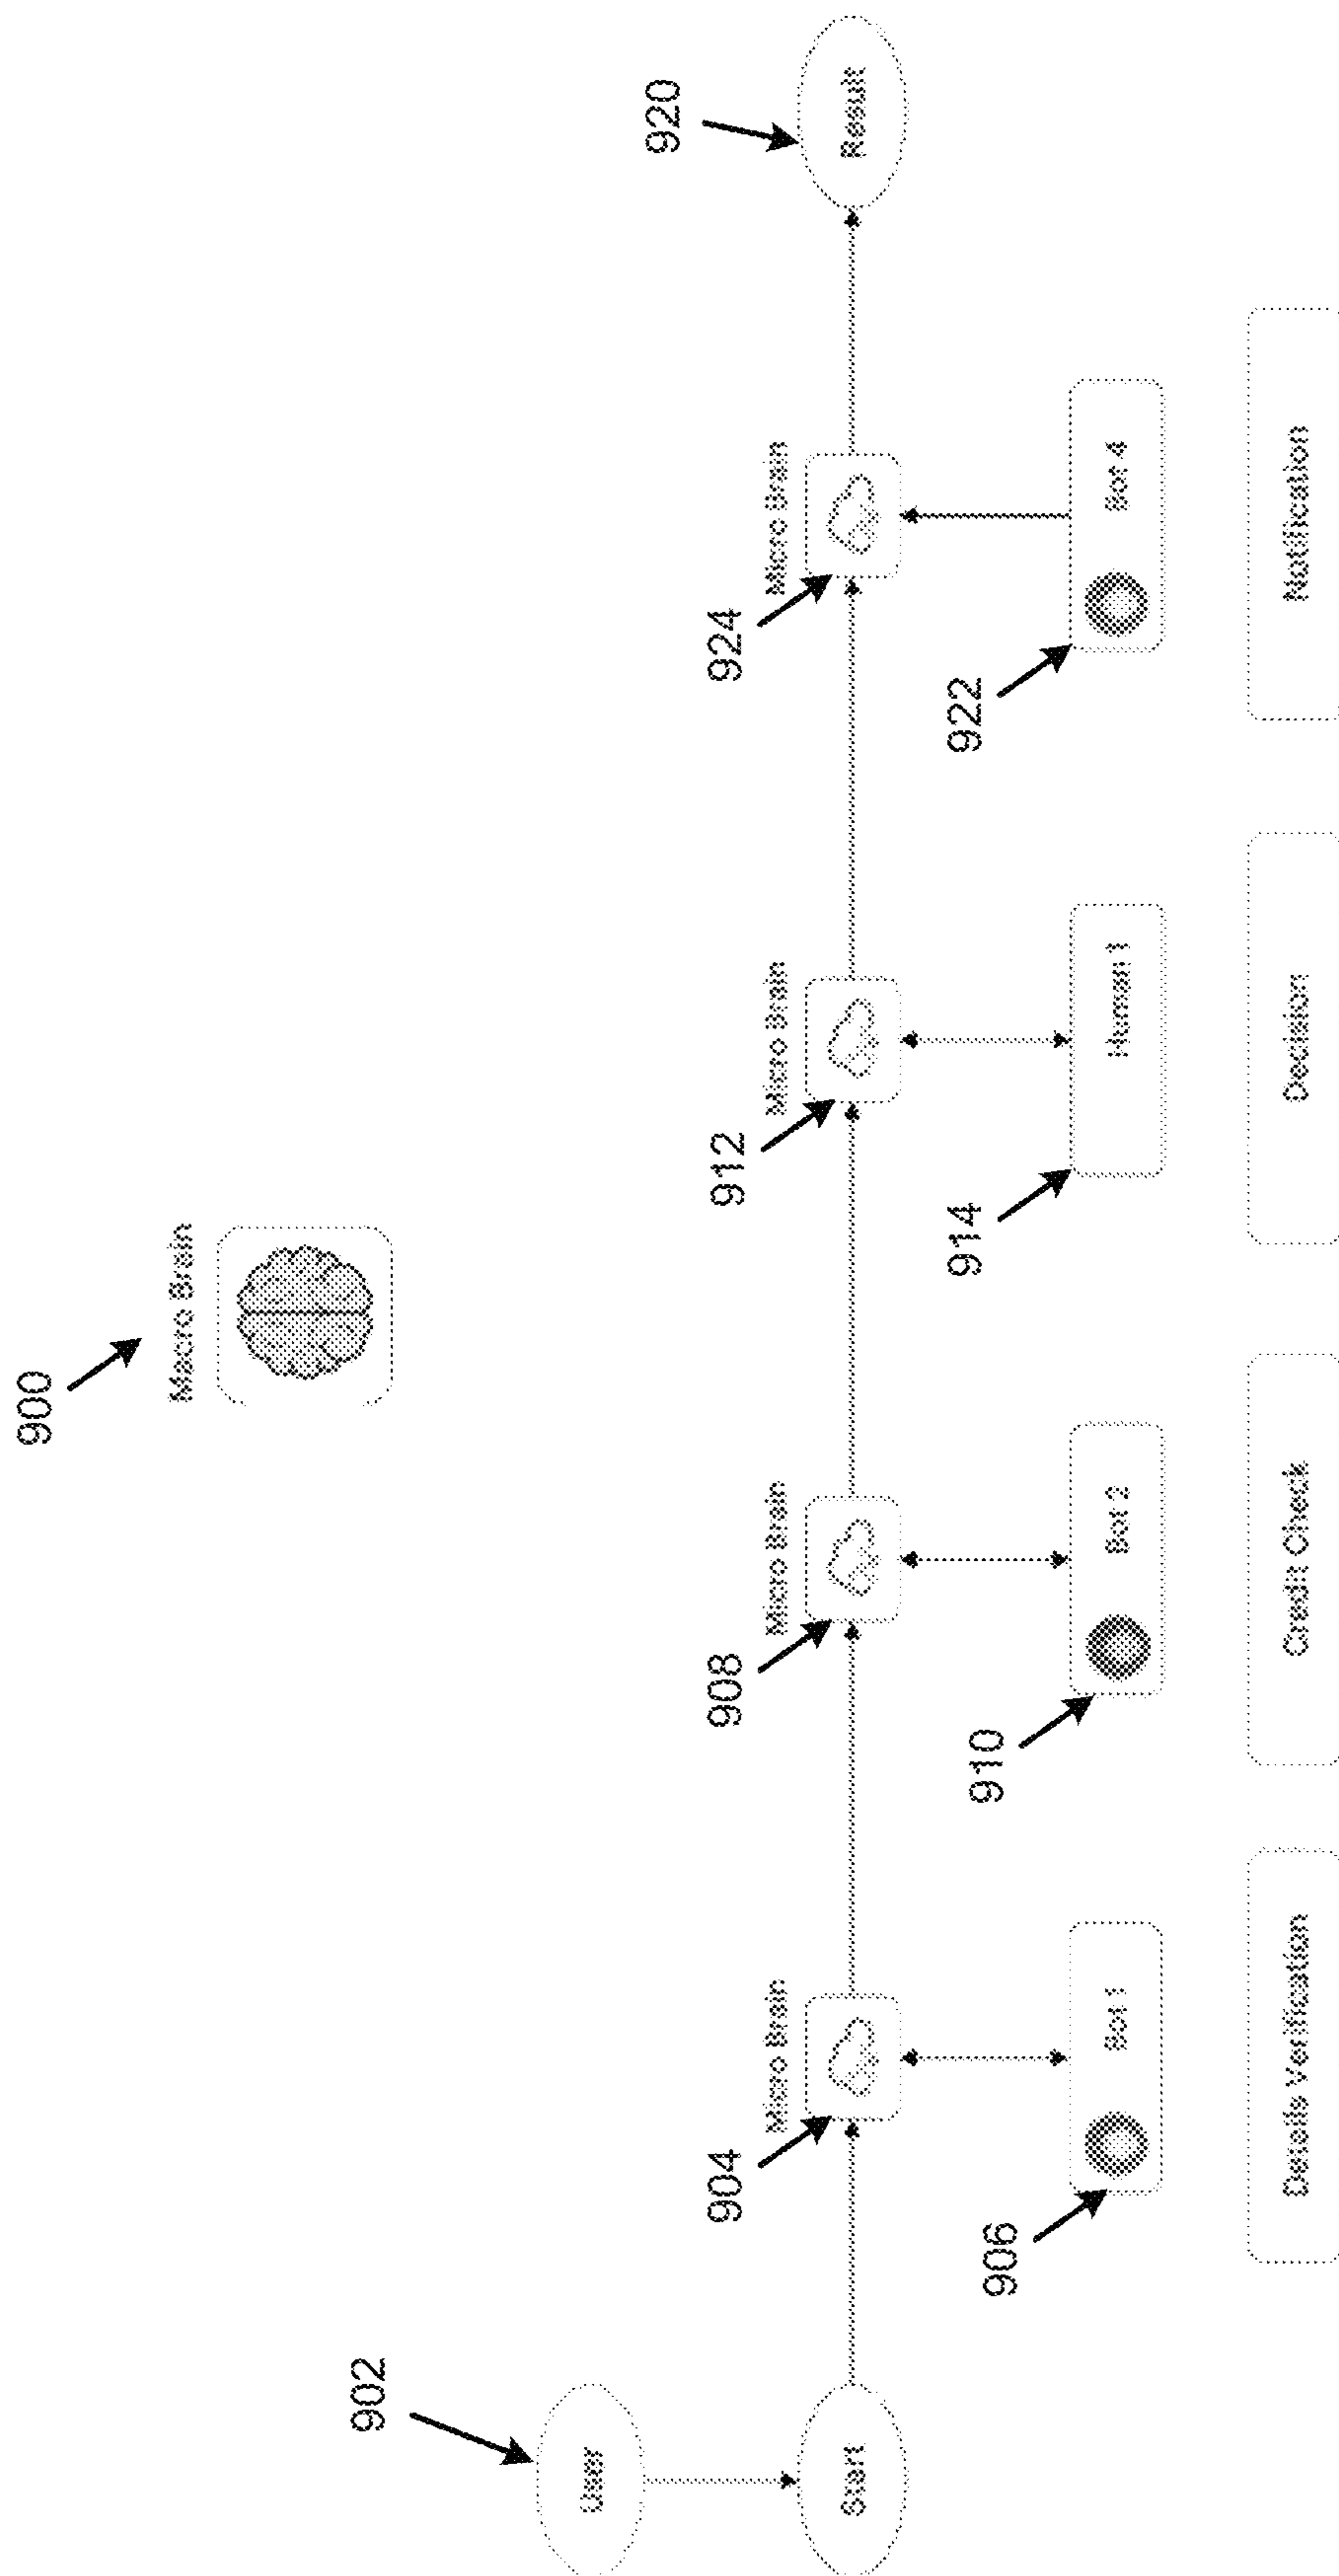 900
Macro Brain
902
User
Start
904
Micro Brain
908
Micro Brain
912
Micro Brain
924
Micro Brain
920
Result
906
Bot 1
910
Bot 2
914
Human 1
922
Bot 4
Details Verification
Credit Check
Decision
Notification